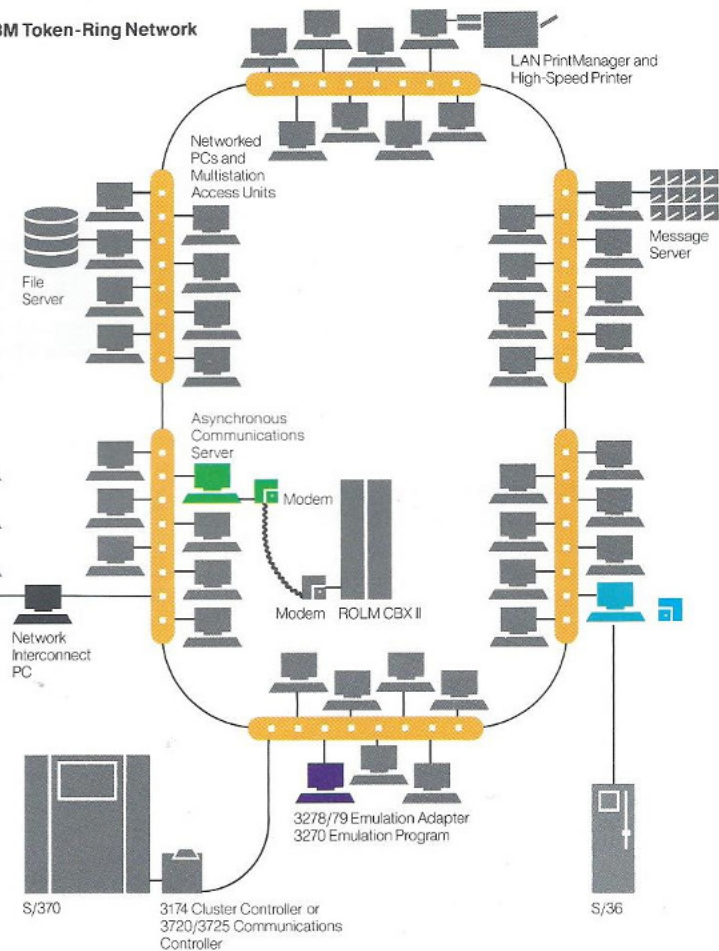 BM Token-Ring Network
LAN PrintManager and
High-Speed Printer
Networked
PCs and
Multistation
Access Units
File
Server
Message
Server
Asynchronous
Communications
Server
Modem
Modem
ROLM CBX II
Network
Interconnect
PC
3278/79 Emulation Adapter
3270 Emulation Program
S/370
3174 Cluster Controller or
3720/3725 Communications
Controller
S/36